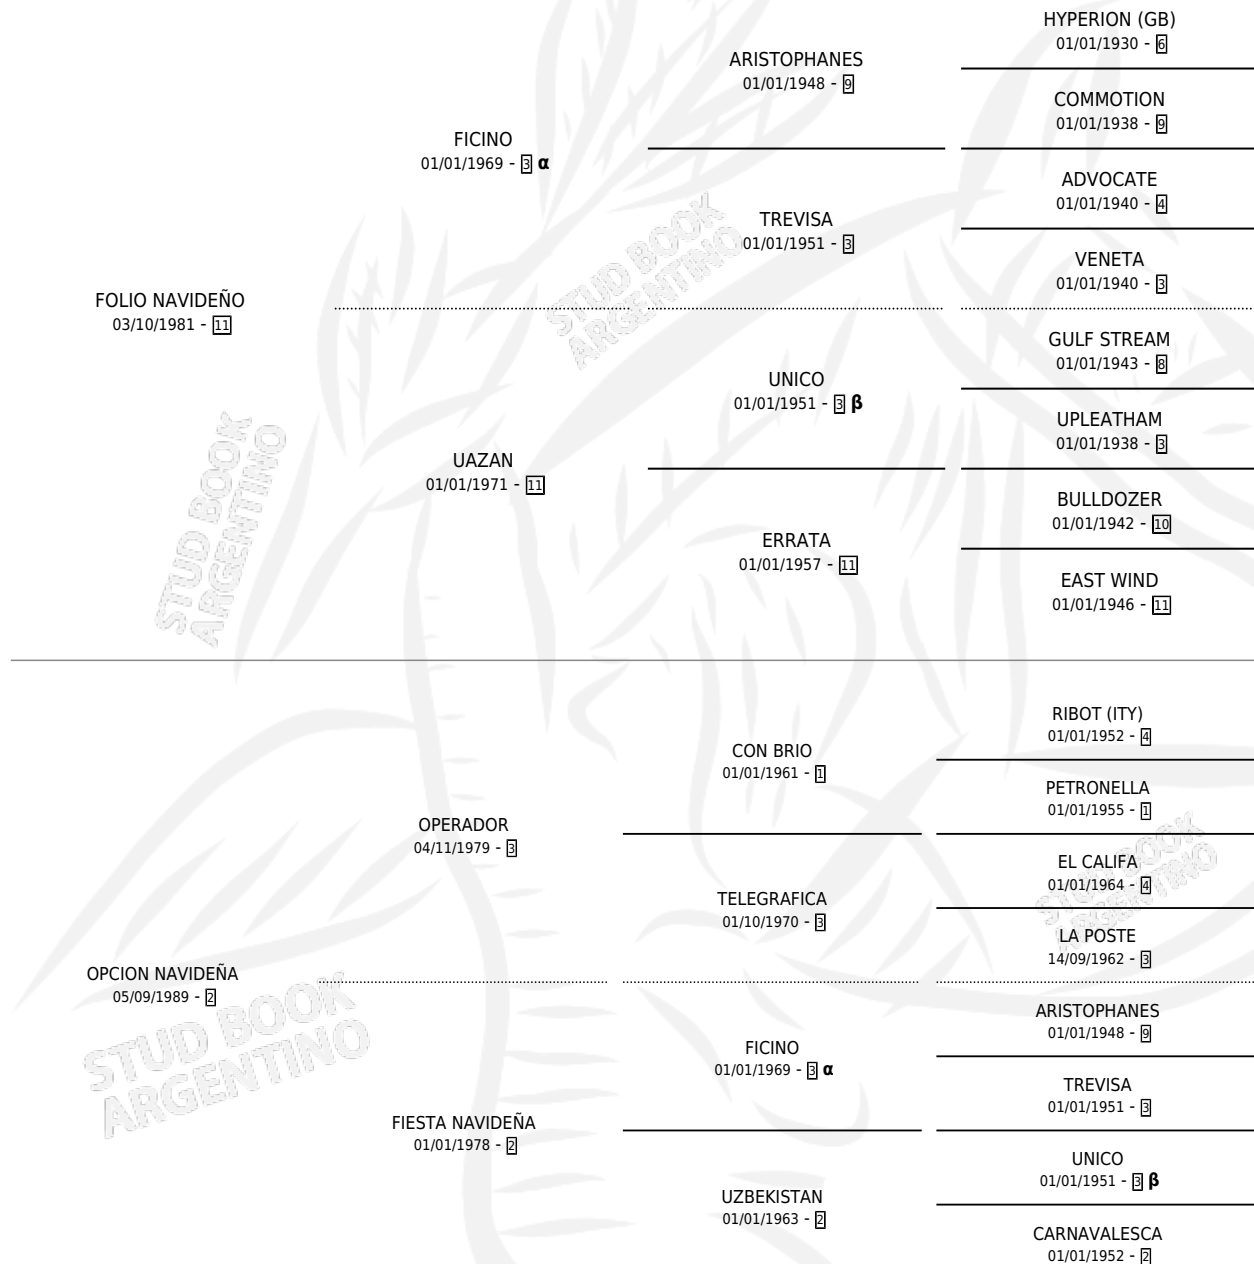 HYPERION (GB)
01/01/1930 - 6
ARISTOPHANES
01/01/1948 - 9
COMMOTION
01/01/1938 - 9
FICINO
01/01/1969 - 3 α
ADVOCATE
01/01/1940 - 4
TREVISA
01/01/1951 - 3
VENETA
01/01/1940 - 3
FOLIO NAVIDEÑO
03/10/1981 - 11
GULF STREAM
01/01/1943 - 8
UNICO
01/01/1951 - 3 β
UPLEATHAM
01/01/1938 - 3
UAZAN
01/01/1971 - 11
BULLDOZER
01/01/1942 - 10
ERRATA
01/01/1957 - 11
EAST WIND
01/01/1946 - 11
RIBOT (ITY)
01/01/1952 - 4
CON BRIO
01/01/1961 - 1
PETRONELLA
01/01/1955 - 1
OPERADOR
04/11/1979 - 3
EL CALIFA
01/01/1964 - 4
TELEGRAFICA
01/10/1970 - 3
LA POSTE
14/09/1962 - 3
OPCION NAVIDEÑA
05/09/1989 - 2
ARISTOPHANES
01/01/1948 - 9
FICINO
01/01/1969 - 3 α
TREVISA
01/01/1951 - 3
FIESTA NAVIDEÑA
01/01/1978 - 2
UNICO
01/01/1951 - 3 β
UZBEKISTAN
01/01/1963 - 2
CARNAVALESCA
01/01/1952 - 2
STUD BOOK
ARGENTINO
STUD BOOK
ARGENTINO
STUD BOOK
ARGENTINO
STUD BOOK
ARGENTINO